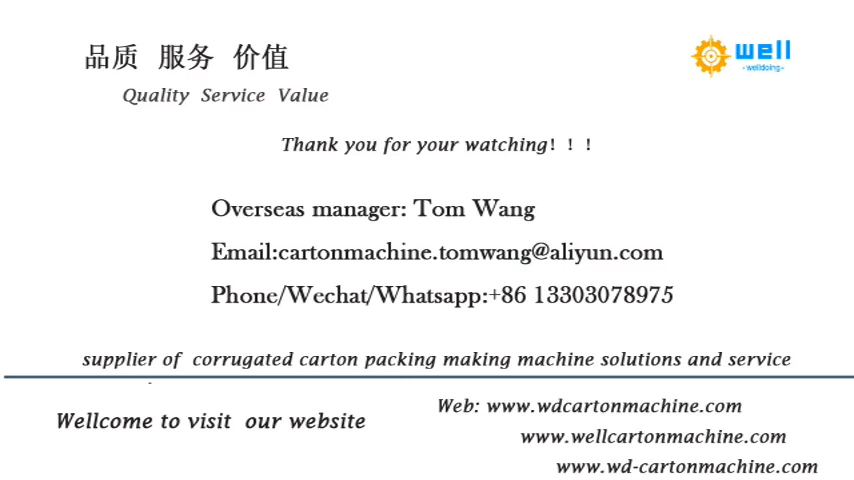 品质 服务 价值
well
-welldoing-
Quality Service Value
Thank you for your watching！！！
Overseas manager: Tom Wang
Email:cartonmachine.tomwang@aliyun.com
Phone/Wechat/Whatsapp:+86 13303078975
supplier of corrugated carton packing making machine solutions and service
Wellcome to visit our website
Web: www.wdcartonmachine.com
www.wellcartonmachine.com
www.wd-cartonmachine.com